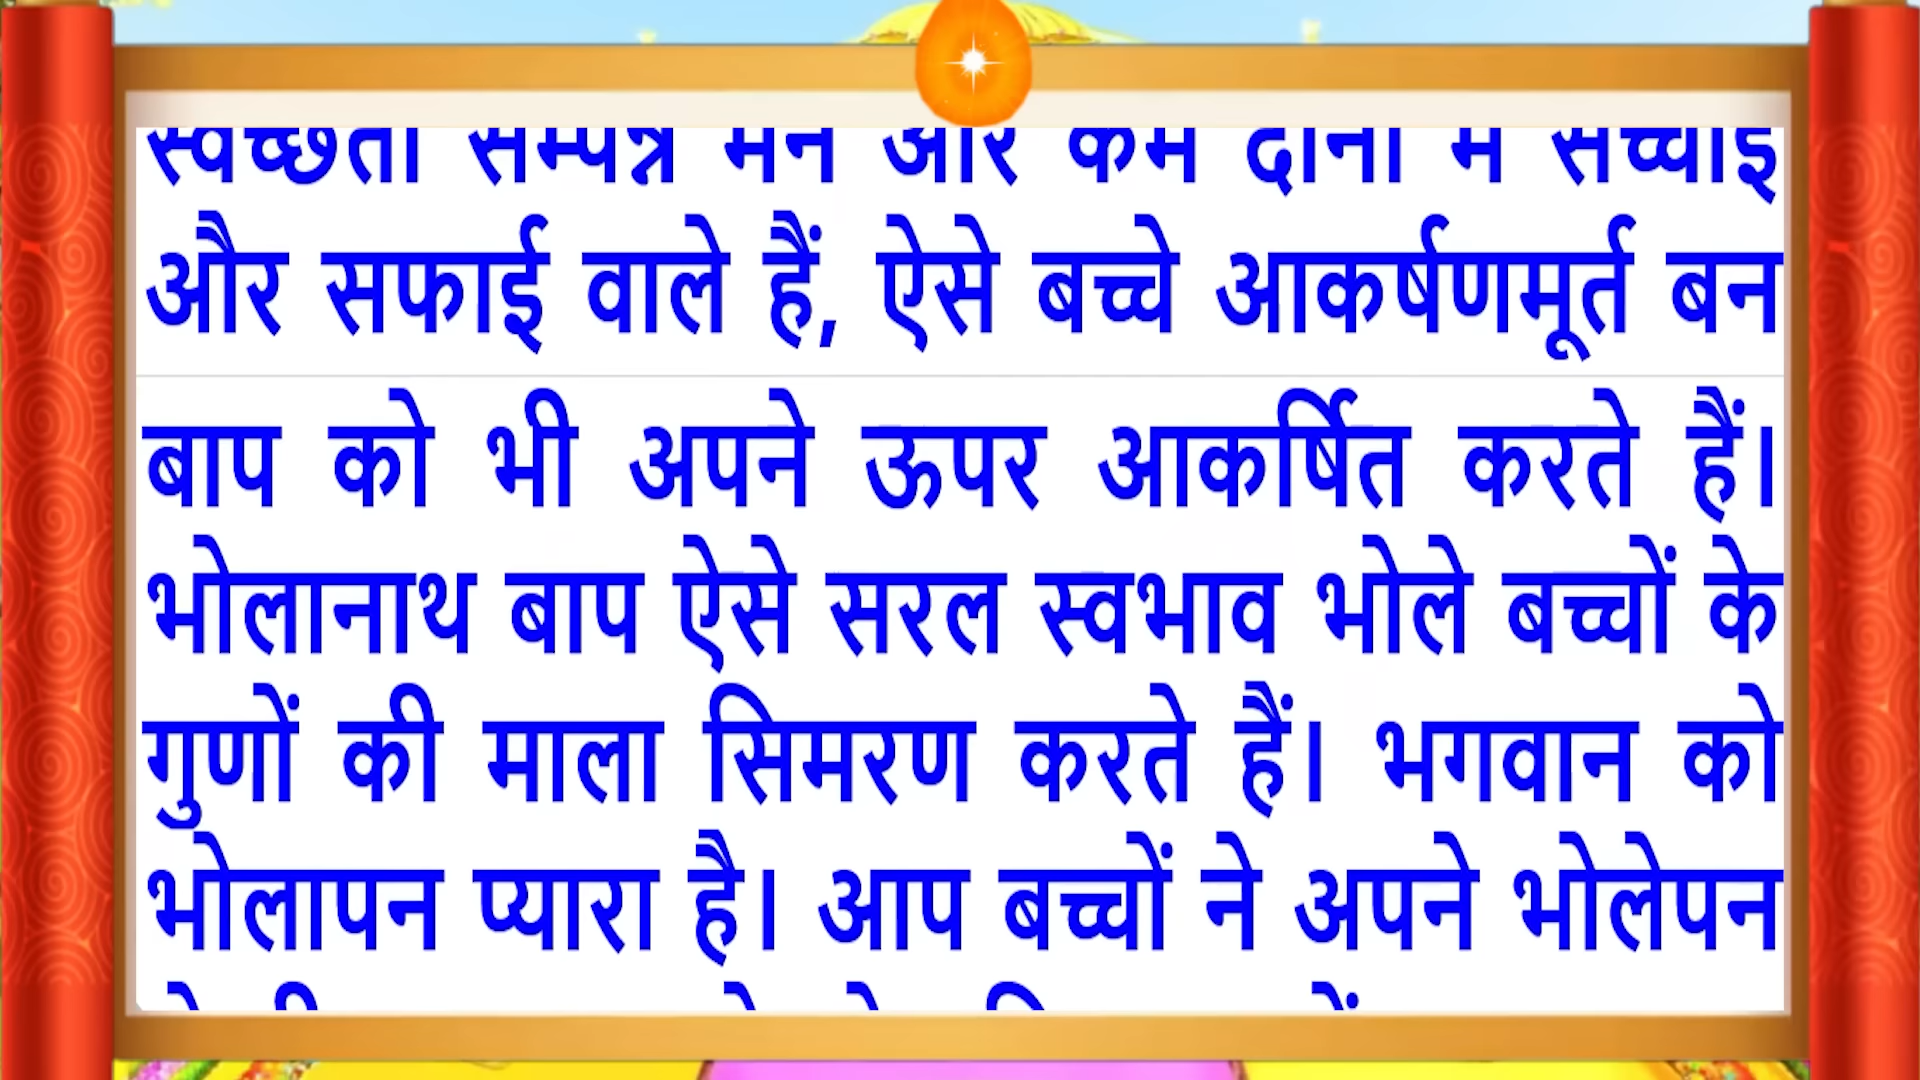 स्वच्छता सम्पन्न मन और कर्म दोनों में सच्चाई
और सफाई वाले हैं, ऐसे बच्चे आकर्षणमूर्त बन
बाप को भी अपने ऊपर आकर्षित करते हैं।
भोलानाथ बाप ऐसे सरल स्वभाव भोले बच्चों के
गुणों की माला सिमरण करते हैं। भगवान को
भोलापन प्यारा है। आप बच्चों ने अपने भोलेपन